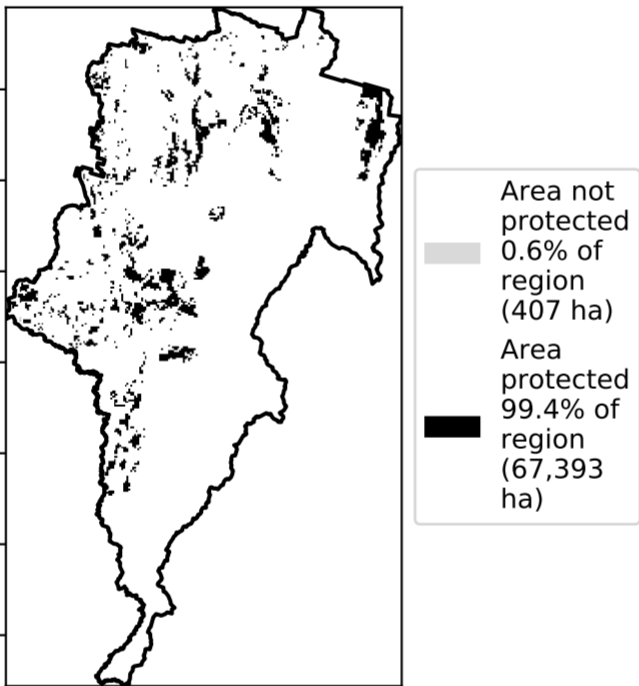 Area not
protected
0.6% of
region
(407 ha)
Area
protected
99.4% of
region
(67,393
ha)